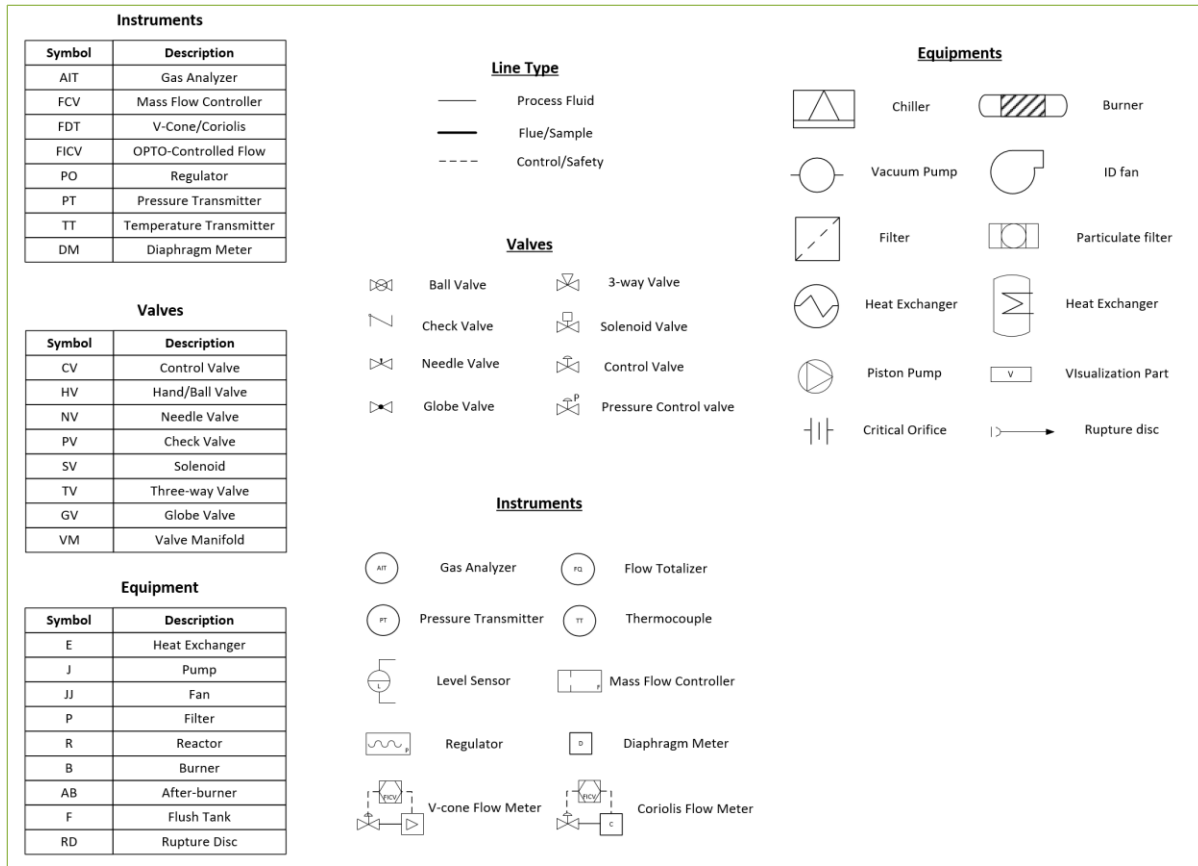 Instruments
Symbol Description
AIT Gas Analyzer
FCV Mass Flow Controller
FDT V-Cone/Coriolis
FICV OPTO-Controlled Flow
PO Regulator
PT Pressure Transmitter
TT Temperature Transmitter
DM Diaphragm Meter
Valves
Symbol Description
CV Control Valve
HV Hand/Ball Valve
NV Needle Valve
PV Check Valve
SV Solenoid
TV Three-way Valve
GV Globe Valve
VM Valve Manifold
Equipment
Symbol Description
E Heat Exchanger
J Pump
JJ Fan
P Filter
R Reactor
B Burner
AB After-burner
F Flush Tank
RD Rupture Disc
Line Type
Process Fluid
Flue/Sample
Control/Safety
Valves
Ball Valve 3-way Valve
Check Valve Solenoid Valve
Needle Valve Control Valve
Globe Valve P Pressure Control valve
Instruments
AIT Gas Analyzer FQ Flow Totalizer
PT Pressure Transmitter TT Thermocouple
L Level Sensor F Mass Flow Controller
P Regulator D Diaphragm Meter
FICV V-cone Flow Meter FICV C Coriolis Flow Meter
Equipments
Chiller Burner
Vacuum Pump ID fan
Filter Particulate filter
Heat Exchanger Heat Exchanger
Piston Pump V VIsualization Part
Critical Orifice Rupture disc